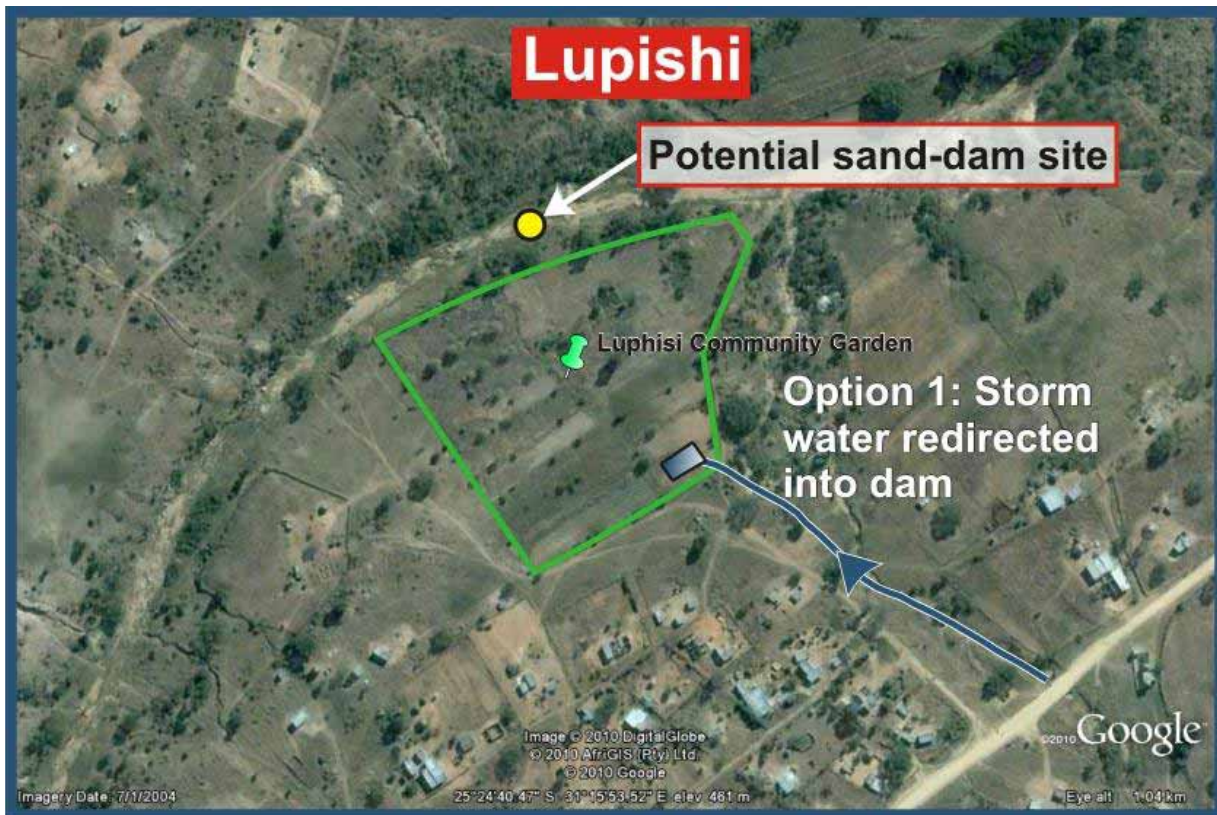 Lupishi
Potential sand-dam site
Luphisi Community Garden
Option 1: Storm
water redirected
into dam
Image © 2010 DigitalGlobe
© 2010 AfriGIS (Pty) Ltd.
© 2010 Google
©2010 Google
Imagery Date: 7/1/2004
25°24'40.47" S 31°15'53.52" E elev 461 m
Eye alt 1.04 km